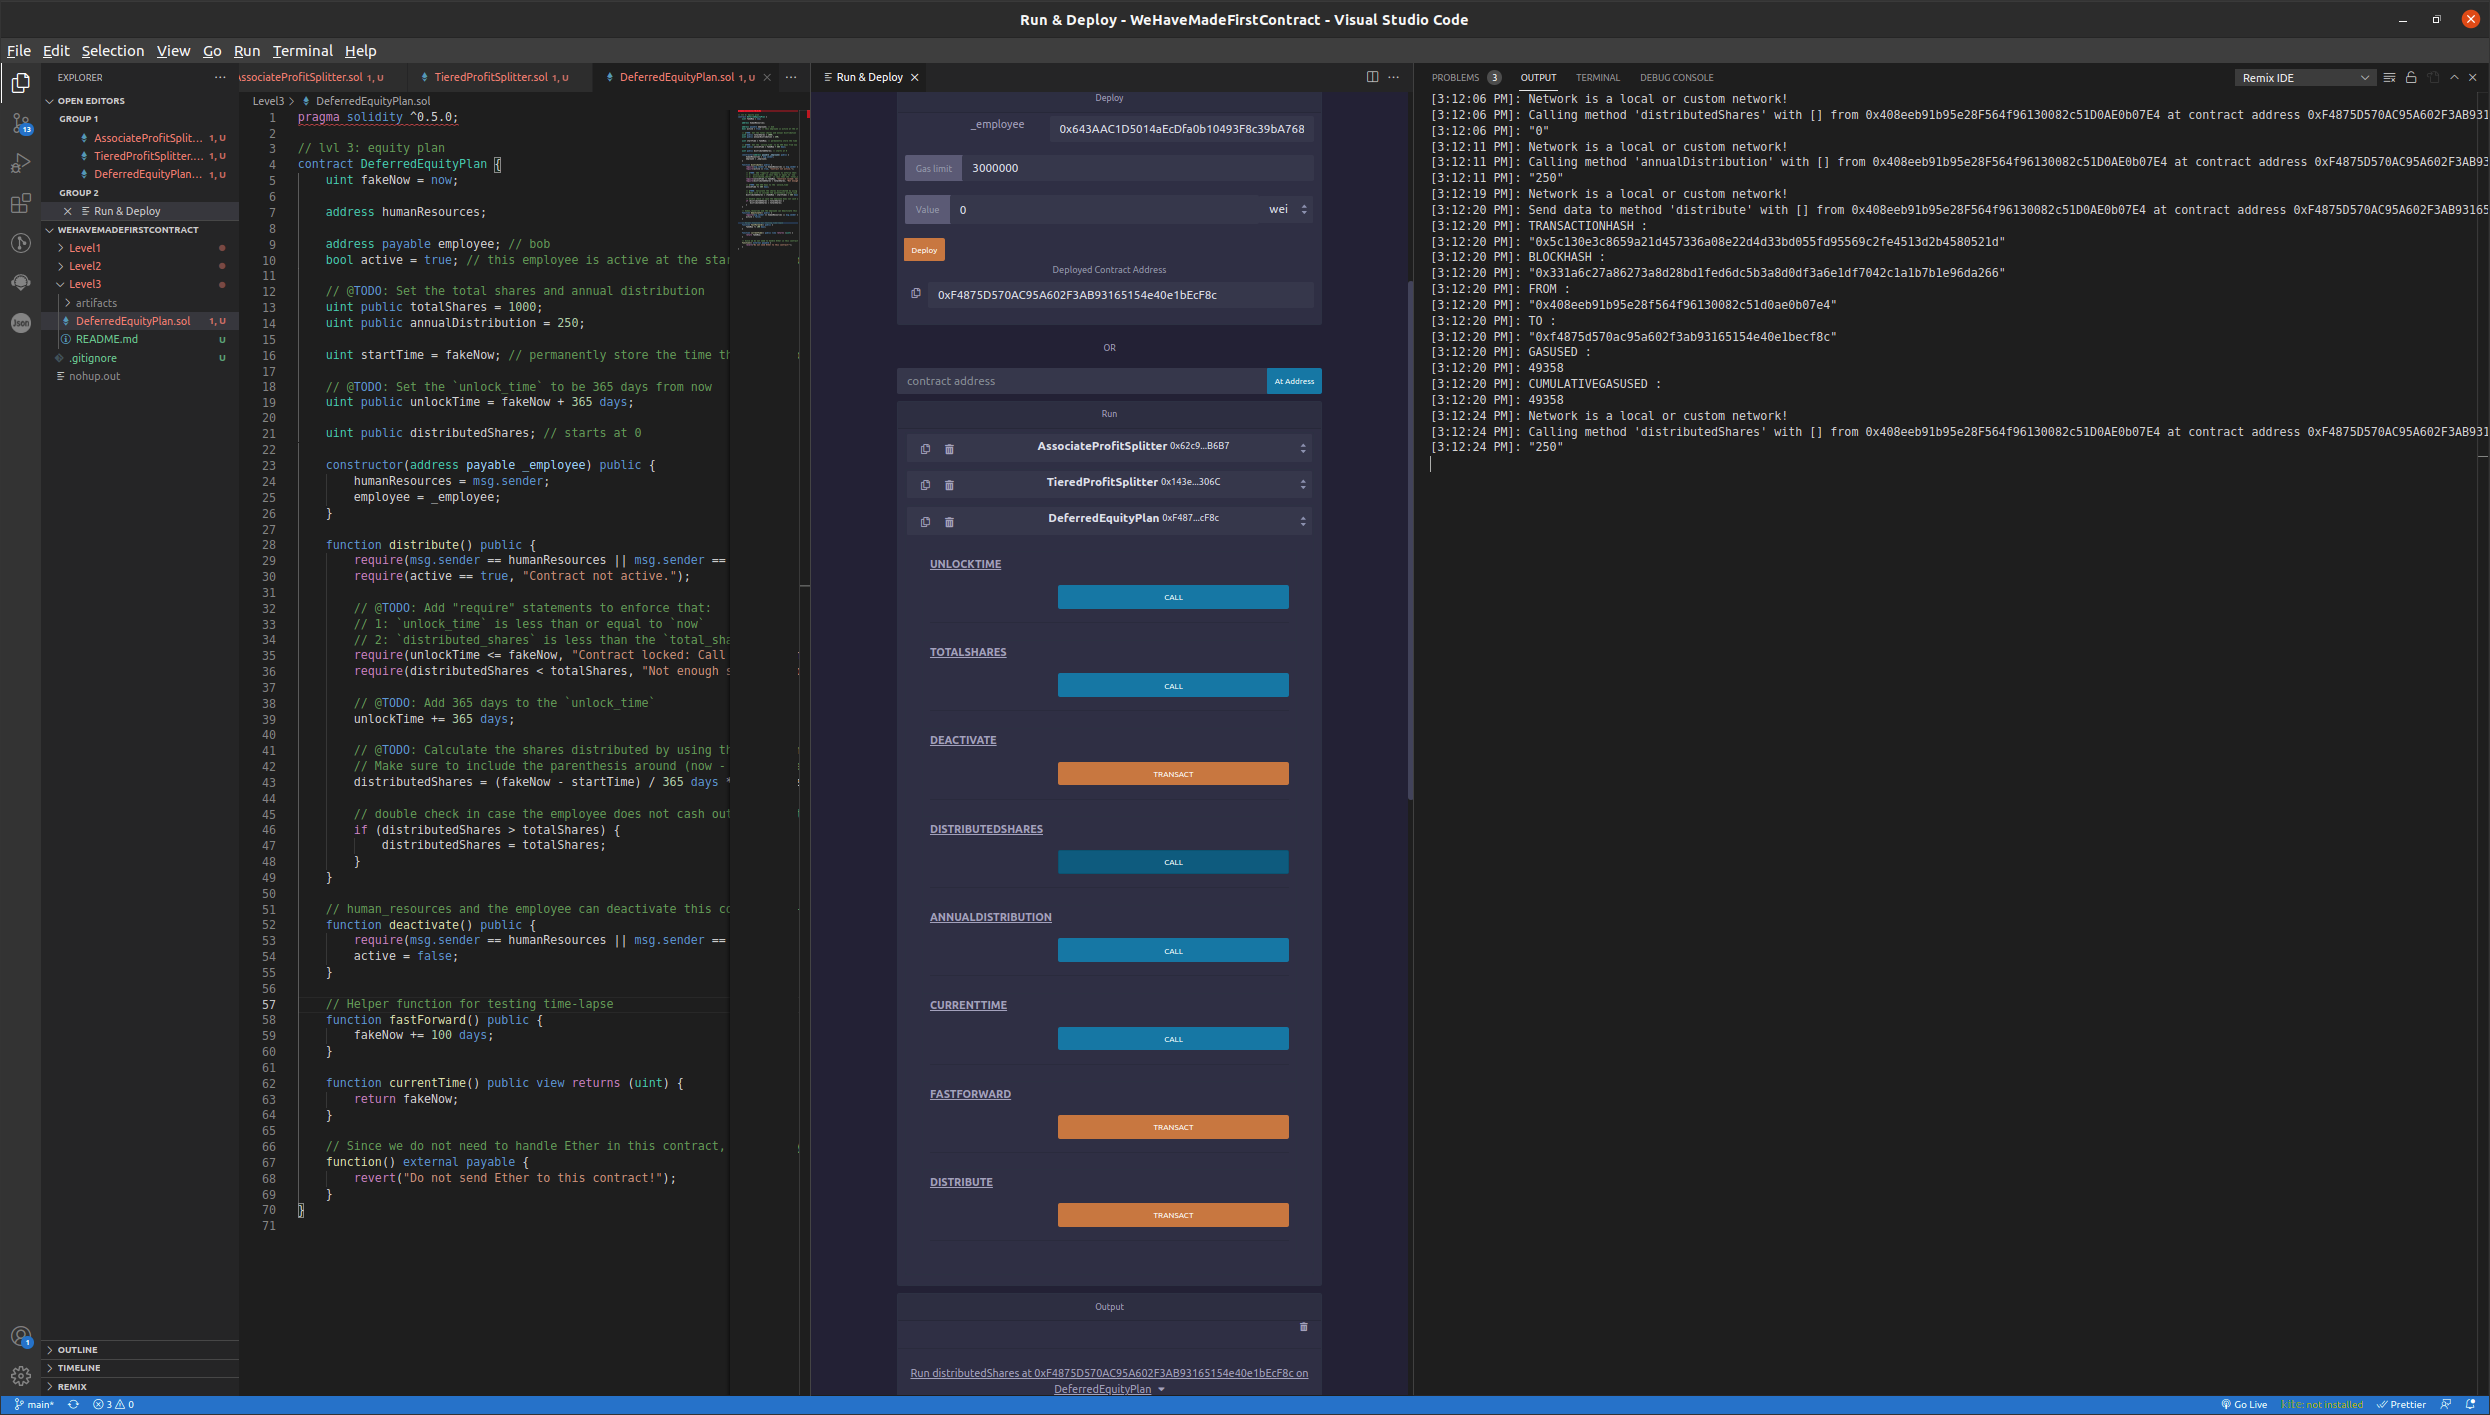 Run & Deploy - WeHaveMadeFirstContract - Visual Studio Code
File Edit Selection View Go Run Terminal Help
EXPLORER
OPEN EDITORS
GROUP 1
AssociateProfitSplit... 1, U
TieredProfitSplitter.... 1, U
DeferredEquityPlan... 1, U
GROUP 2
Run & Deploy
WEHAVEMADEFIRSTCONTRACT
Level1
Level2
Level3
artifacts
DeferredEquityPlan.sol 1, U
README.md U
.gitignore U
nohup.out
13
Json
1
OUTLINE
TIMELINE
REMIX
ssociateProfitSplitter.sol 1, U
TieredProfitSplitter.sol 1, U
DeferredEquityPlan.sol 1, U
Level3 > DeferredEquityPlan.sol
1 pragma solidity ^0.5.0;
2
3 // lvl 3: equity plan
4 contract DeferredEquityPlan {
5 uint fakeNow = now;
6
7 address humanResources;
8
9 address payable employee; // bob
10 bool active = true; // this employee is active at the star
11
12 // @TODO: Set the total shares and annual distribution
13 uint public totalShares = 1000;
14 uint public annualDistribution = 250;
15
16 uint startTime = fakeNow; // permanently store the time th
17
18 // @TODO: Set the `unlock_time` to be 365 days from now
19 uint public unlockTime = fakeNow + 365 days;
20
21 uint public distributedShares; // starts at 0
22
23 constructor(address payable _employee) public {
24 humanResources = msg.sender;
25 employee = _employee;
26 }
27
28 function distribute() public {
29 require(msg.sender == humanResources || msg.sender ==
30 require(active == true, "Contract not active.");
31
32 // @TODO: Add "require" statements to enforce that:
33 // 1: `unlock_time` is less than or equal to `now`
34 // 2: `distributed_shares` is less than the `total_sha
35 require(unlockTime <= fakeNow, "Contract locked: Call
36 require(distributedShares < totalShares, "Not enough s
37
38 // @TODO: Add 365 days to the `unlock_time`
39 unlockTime += 365 days;
40
41 // @TODO: Calculate the shares distributed by using th
42 // Make sure to include the parenthesis around (now -
43 distributedShares = (fakeNow - startTime) / 365 days *
44
45 // double check in case the employee does not cash out
46 if (distributedShares > totalShares) {
47 distributedShares = totalShares;
48 }
49 }
50
51 // human_resources and the employee can deactivate this co
52 function deactivate() public {
53 require(msg.sender == humanResources || msg.sender ==
54 active = false;
55 }
56
57 // Helper function for testing time-lapse
58 function fastForward() public {
59 fakeNow += 100 days;
60 }
61
62 function currentTime() public view returns (uint) {
63 return fakeNow;
64 }
65
66 // Since we do not need to handle Ether in this contract,
67 function() external payable {
68 revert("Do not send Ether to this contract!");
69 }
70 }
71
Run & Deploy
Deploy
_employee 0x643AAC1D5014aEcDfa0b10493F8c39bA768
Gas limit 3000000
Value 0 wei
Deploy
Deployed Contract Address
0xF4875D570AC95A602F3AB93165154e40e1bEcF8c
OR
contract address At Address
Run
AssociateProfitSplitter 0x62c9...B6B7
TieredProfitSplitter 0x143e...306C
DeferredEquityPlan 0xF487...cF8c
UNLOCKTIME
CALL
TOTALSHARES
CALL
DEACTIVATE
TRANSACT
DISTRIBUTEDSHARES
CALL
ANNUALDISTRIBUTION
CALL
CURRENTTIME
CALL
FASTFORWARD
TRANSACT
DISTRIBUTE
TRANSACT
Output
Run distributedShares at 0xF4875D570AC95A602F3AB93165154e40e1bEcF8c on
DeferredEquityPlan
PROBLEMS 3 OUTPUT TERMINAL DEBUG CONSOLE Remix IDE
[3:12:06 PM]: Network is a local or custom network!
[3:12:06 PM]: Calling method 'distributedShares' with [] from 0x408eeb91b95e28F564f96130082c51D0AE0b07E4 at contract address 0xF4875D570AC95A602F3AB931
[3:12:06 PM]: "0"
[3:12:11 PM]: Network is a local or custom network!
[3:12:11 PM]: Calling method 'annualDistribution' with [] from 0x408eeb91b95e28F564f96130082c51D0AE0b07E4 at contract address 0xF4875D570AC95A602F3AB93
[3:12:11 PM]: "250"
[3:12:19 PM]: Network is a local or custom network!
[3:12:20 PM]: Send data to method 'distribute' with [] from 0x408eeb91b95e28F564f96130082c51D0AE0b07E4 at contract address 0xF4875D570AC95A602F3AB93165
[3:12:20 PM]: TRANSACTIONHASH :
[3:12:20 PM]: "0x5c130e3c8659a21d457336a08e22d4d33bd055fd95569c2fe4513d2b4580521d"
[3:12:20 PM]: BLOCKHASH :
[3:12:20 PM]: "0x331a6c27a86273a8d28bd1fed6dc5b3a8d0df3a6e1df7042c1a1b7b1e96da266"
[3:12:20 PM]: FROM :
[3:12:20 PM]: "0x408eeb91b95e28f564f96130082c51d0ae0b07e4"
[3:12:20 PM]: TO :
[3:12:20 PM]: "0xf4875d570ac95a602f3ab93165154e40e1becf8c"
[3:12:20 PM]: GASUSED :
[3:12:20 PM]: 49358
[3:12:20 PM]: CUMULATIVEGASUSED :
[3:12:20 PM]: 49358
[3:12:24 PM]: Network is a local or custom network!
[3:12:24 PM]: Calling method 'distributedShares' with [] from 0x408eeb91b95e28F564f96130082c51D0AE0b07E4 at contract address 0xF4875D570AC95A602F3AB931
[3:12:24 PM]: "250"
main* 3 0
Go Live kite: not installed Prettier